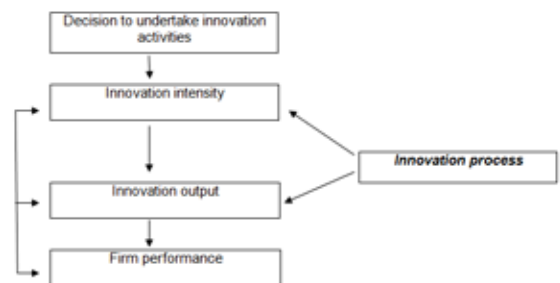 Decision to undertake innovation
activities
Innovation intensity
Innovation process
Innovation output
Firm performance